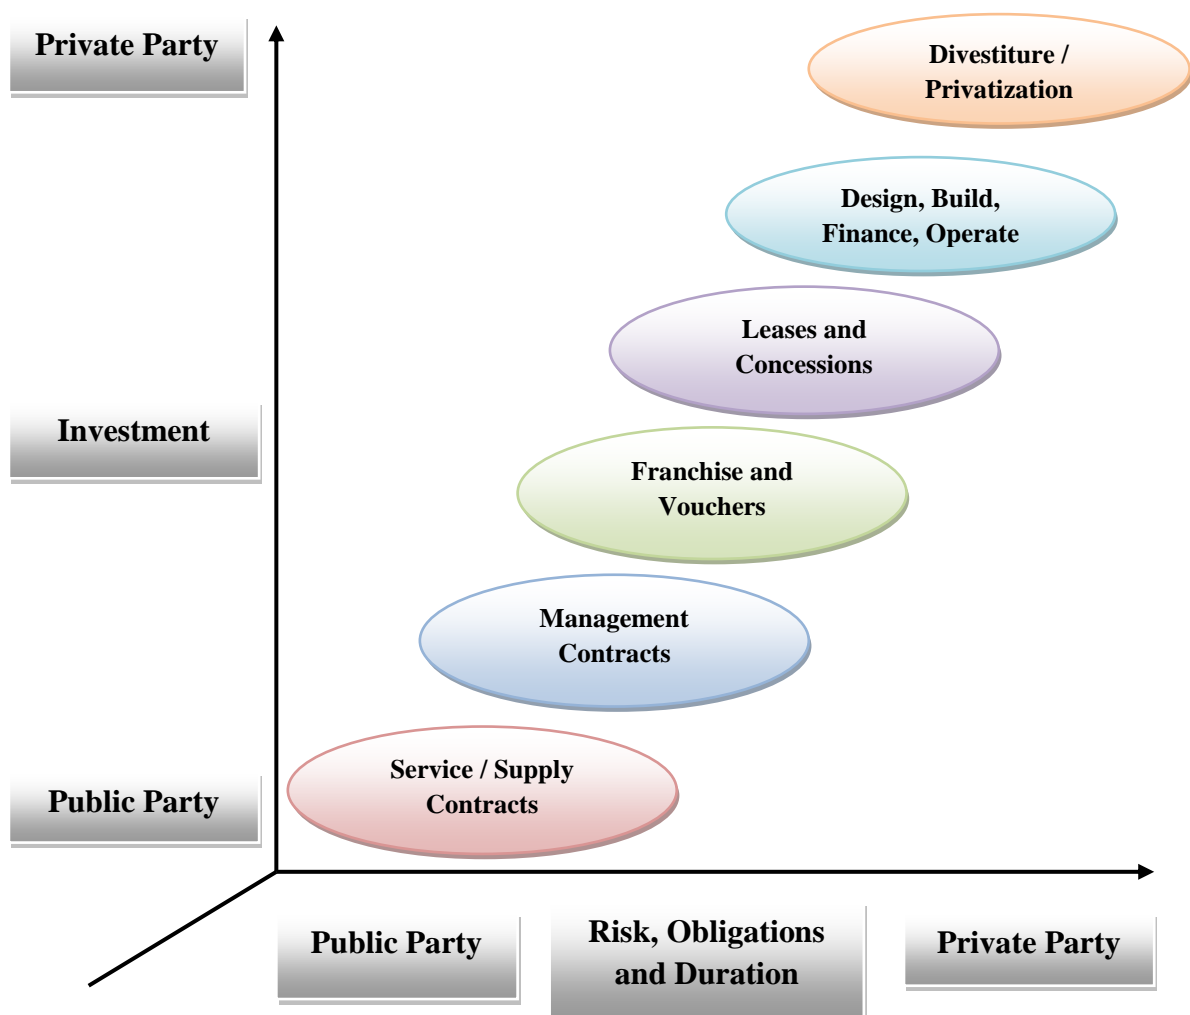 Private Party
Divestiture /
Privatization
Design, Build,
Finance, Operate
Leases and
Concessions
Investment
Franchise and
Vouchers
Management
Contracts
Service / Supply
Contracts
Public Party
Public Party
Risk, Obligations
and Duration
Private Party